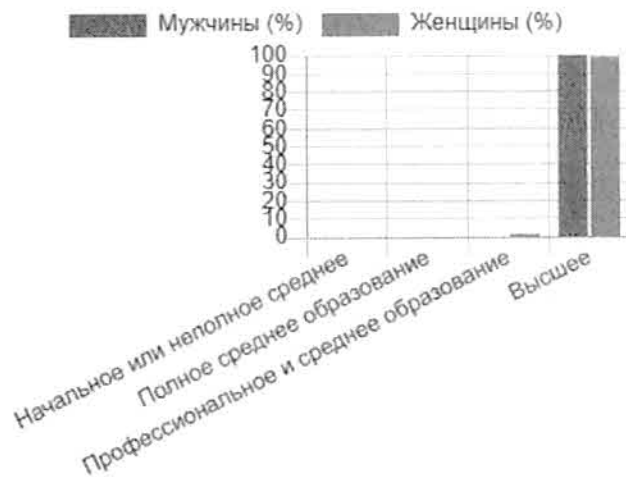 Мужчины (%) Женщины (%)
100
90
80
70
60
50
40
30
20
10
0
Начальное или неполное среднее
Полное среднее образование
Профессиональное и среднее образование
Высшее